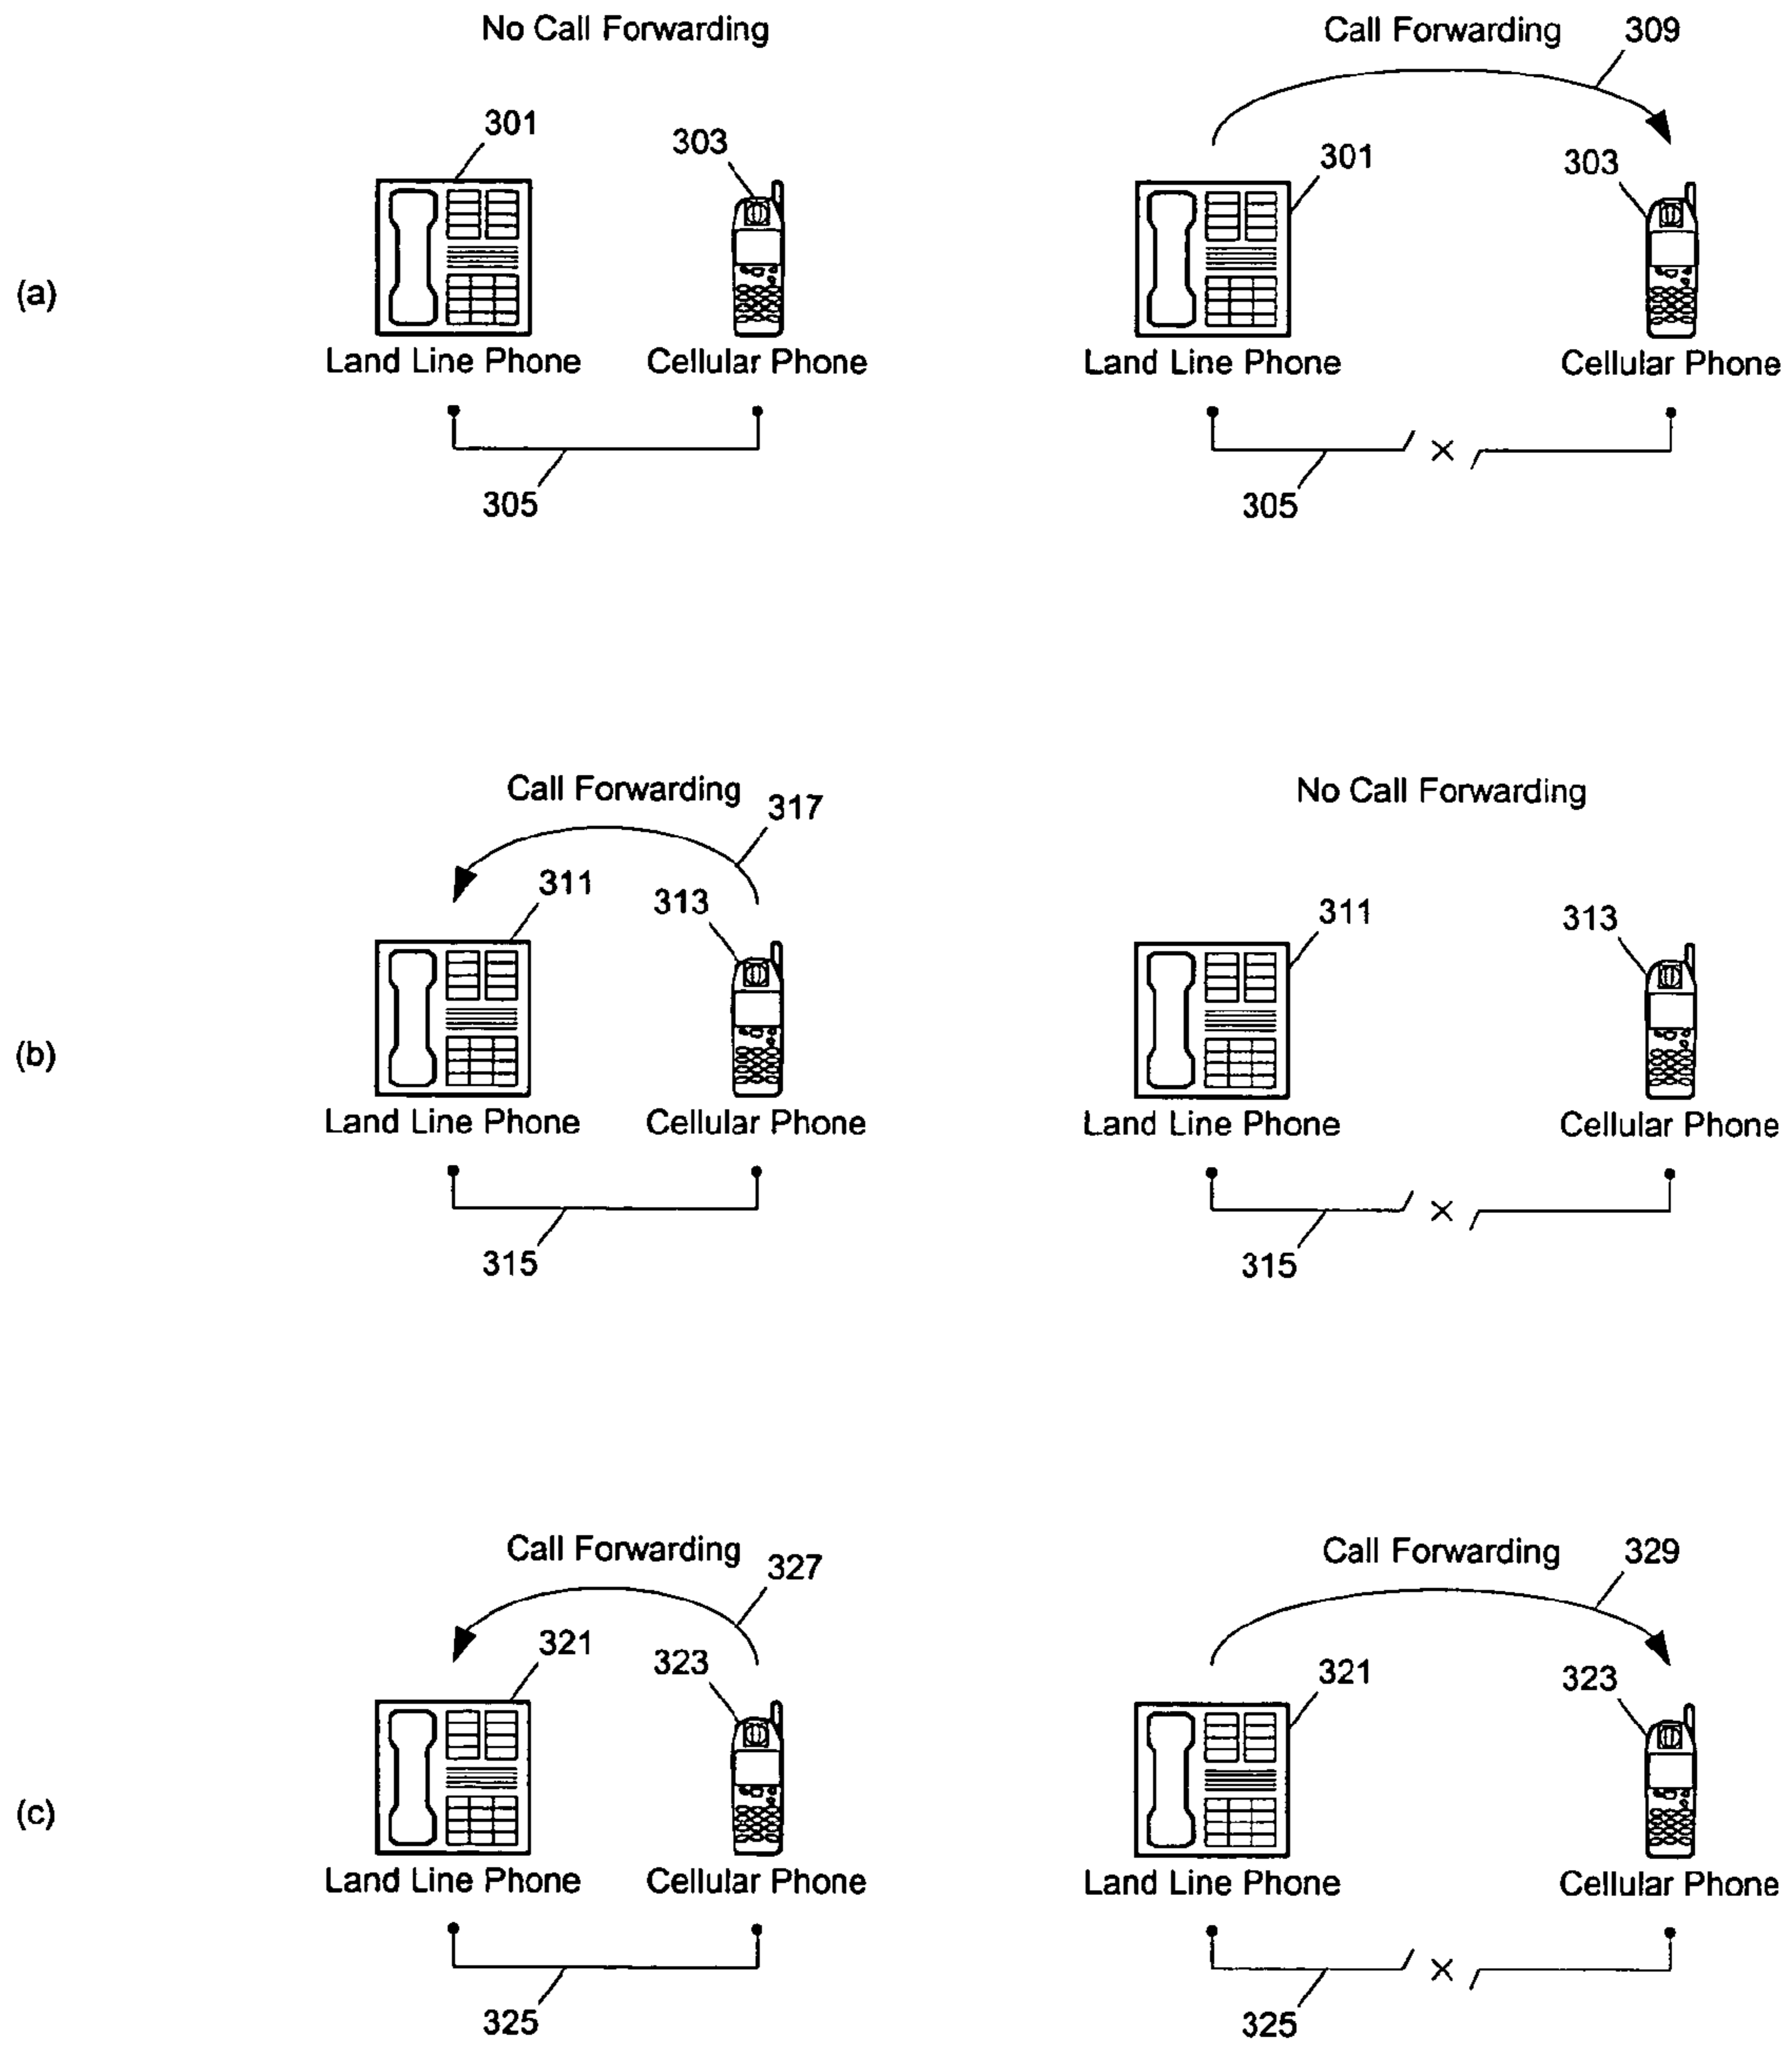 No Call Forwarding
Call Forwarding 309
301
303
301
303
(a)
Land Line Phone Cellular Phone
Land Line Phone Cellular Phone
305
305
Call Forwarding 317
No Call Forwarding
311
313
311
313
(b)
Land Line Phone Cellular Phone
Land Line Phone Cellular Phone
315
315
Call Forwarding 327
Call Forwarding 329
321
323
321
323
(c)
Land Line Phone Cellular Phone
Land Line Phone Cellular Phone
325
325